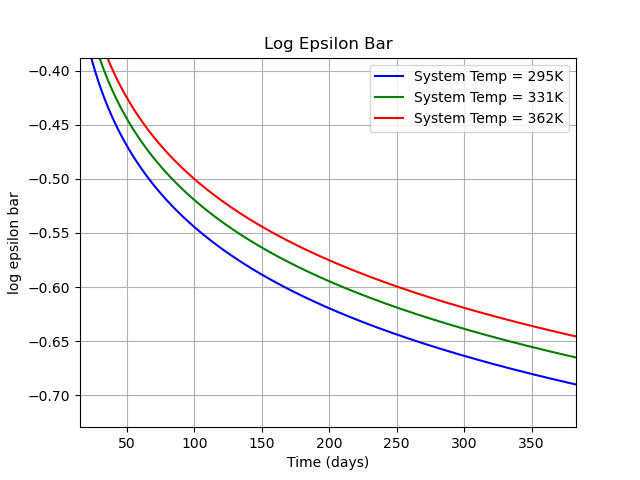 Log Epsilon Bar
System Temp = 295K
System Temp = 331K
System Temp = 362K
log epsilon bar
−0.40
−0.45
−0.50
−0.55
−0.60
−0.65
−0.70
50 100 150 200 250 300 350
Time (days)